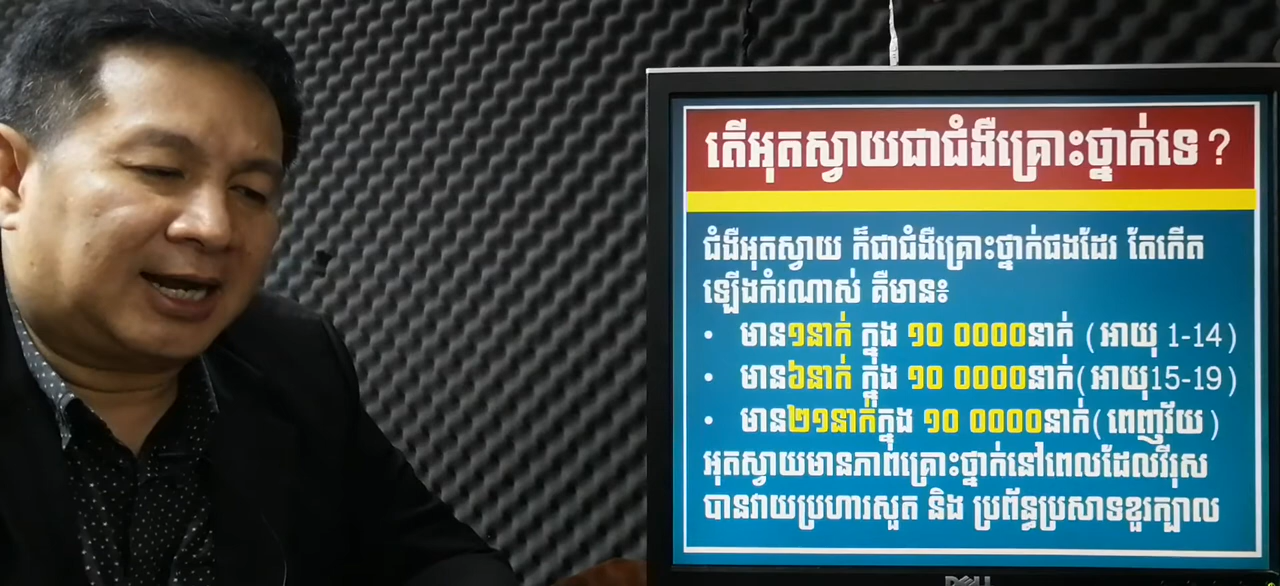 តើអុតស្វាយជាជំងឺគ្រោះថ្នាក់ទេ?
ជំងឺអុតស្វាយ ក៏ជាជំងឺគ្រោះថ្នាក់ផងដែរ តែកើត
ឡើងកំរណាស់ គឺមាន៖
• មាន១នាក់ ក្នុង ១០ ០០០០នាក់ (អាយុ 1-14)
• មាន៦នាក់ ក្នុង ១០ ០០០០នាក់(អាយុ15-19)
• មាន២១នាក់ក្នុង ១០ ០០០០នាក់(ពេញវ័យ)
អុតស្វាយមានភាពគ្រោះថ្នាក់នៅពេលដែលវីរុស
បានវាយប្រហារសួត និង ប្រព័ន្ធប្រសាទខួរក្បាល
DELL